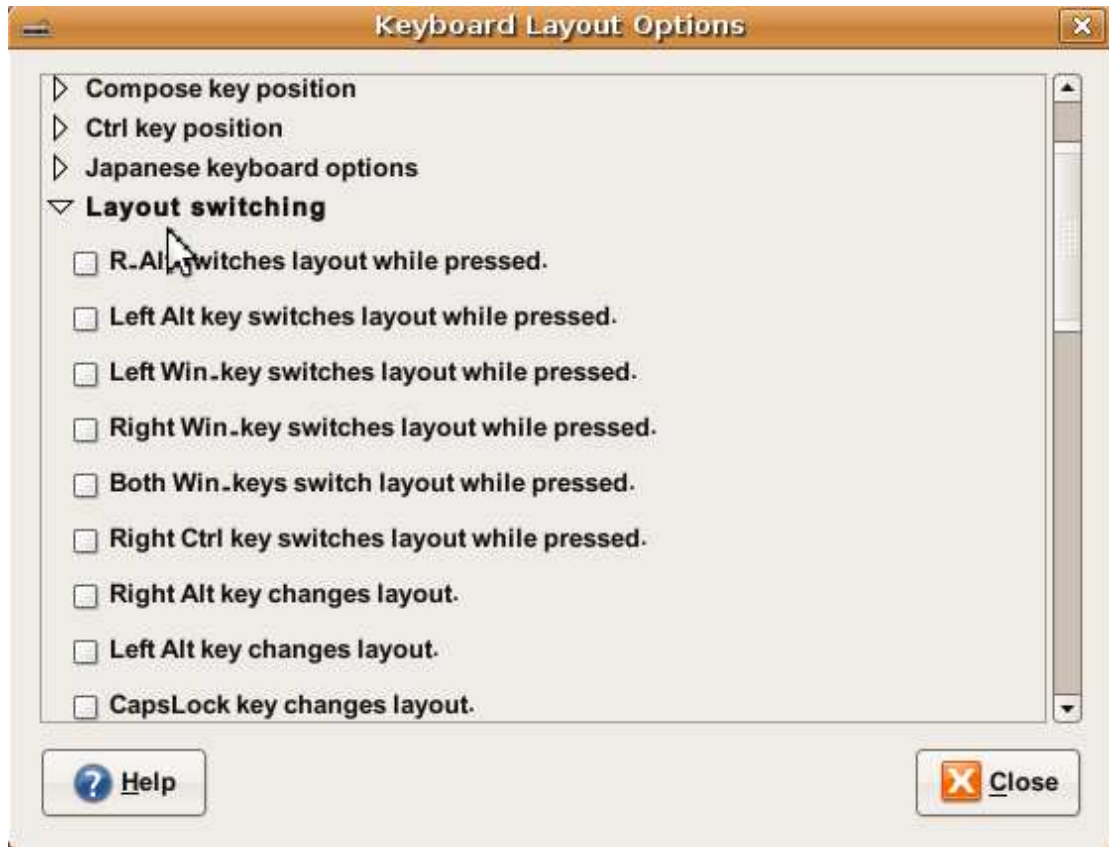 Keyboard Layout Options
Compose key position
Ctrl key position
Japanese keyboard options
Layout switching
R-Alt switches layout while pressed.
Left Alt key switches layout while pressed.
Left Win-key switches layout while pressed.
Right Win-key switches layout while pressed.
Both Win-keys switch layout while pressed.
Right Ctrl key switches layout while pressed.
Right Alt key changes layout.
Left Alt key changes layout.
CapsLock key changes layout.
Help
Close